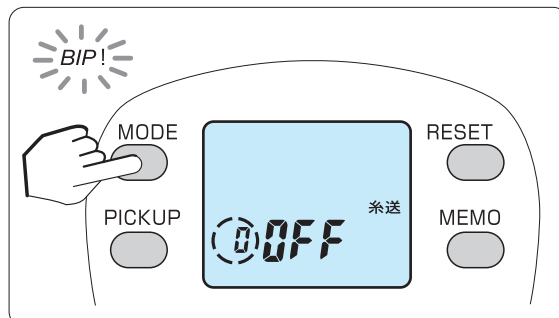 BIP!
MODE
RESET
PICKUP
糸送
MEMO
0 OFF